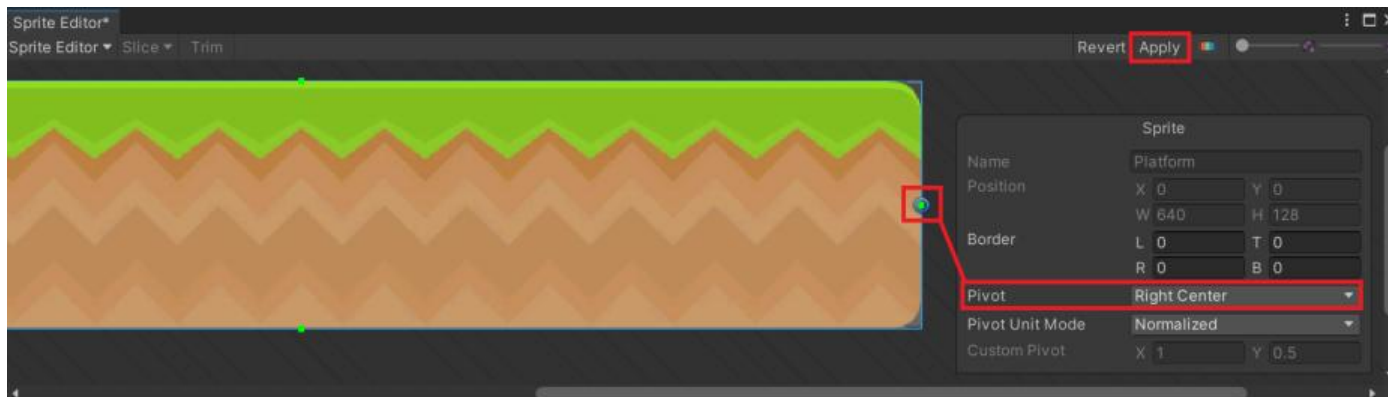 Sprite Editor*
Sprite Editor Slice Trim Revert Apply
Sprite
Name Platform
Position X 0 Y 0
W 640 H 128
Border L 0 T 0
R 0 B 0
Pivot Right Center
Pivot Unit Mode Normalized
Custom Pivot X 1 Y 0.5